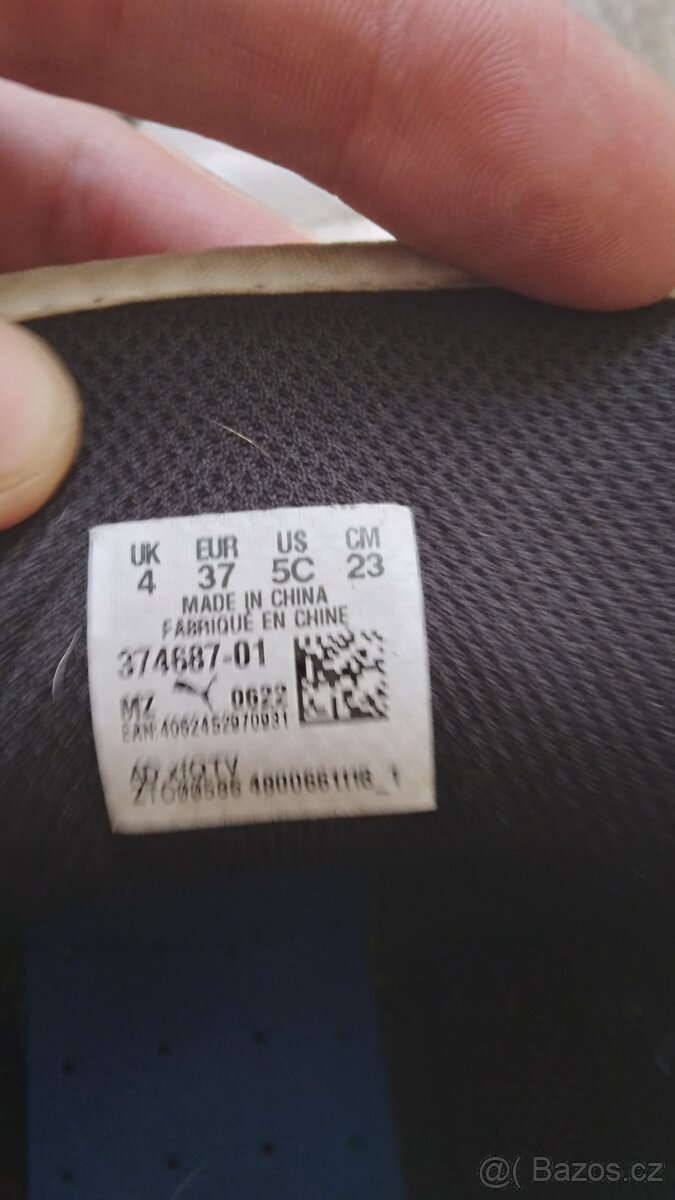 UK EUR US CM
4 37 5C 23
MADE IN CHINA
FABRIQUÉ EN CHINE
374687-01
MZ 0622
EAN:4062452970931
@( Bazos.cz